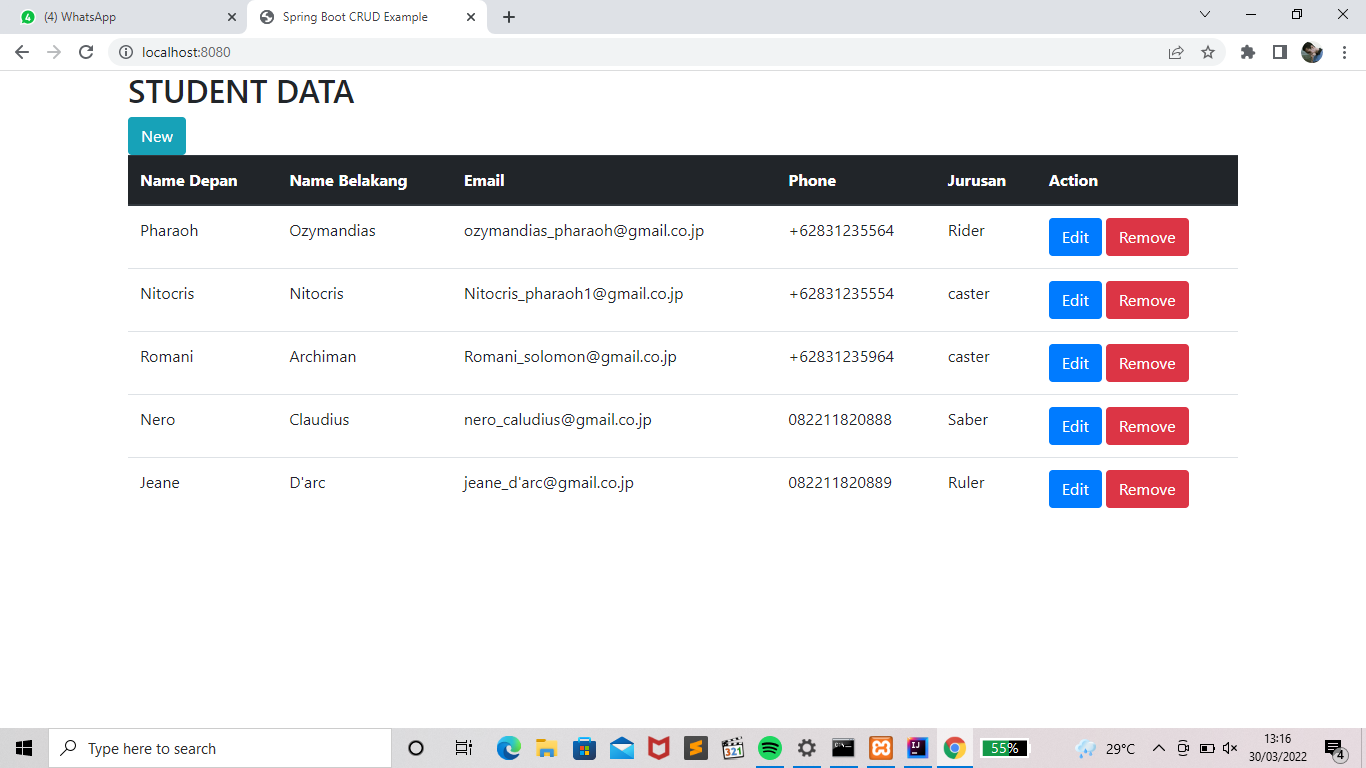 (4) WhatsApp
Spring Boot CRUD Example
localhost:8080
STUDENT DATA
New
Name Depan Name Belakang Email Phone Jurusan Action
Pharaoh Ozymandias ozymandias_pharaoh@gmail.co.jp +62831235564 Rider Edit Remove
Nitocris Nitocris Nitocris_pharaoh1@gmail.co.jp +62831235554 caster Edit Remove
Romani Archiman Romani_solomon@gmail.co.jp +62831235964 caster Edit Remove
Nero Claudius nero_caludius@gmail.co.jp 082211820888 Saber Edit Remove
Jeane D'arc jeane_d'arc@gmail.co.jp 082211820889 Ruler Edit Remove
Type here to search
321
55%
29°C
13:16
30/03/2022
4